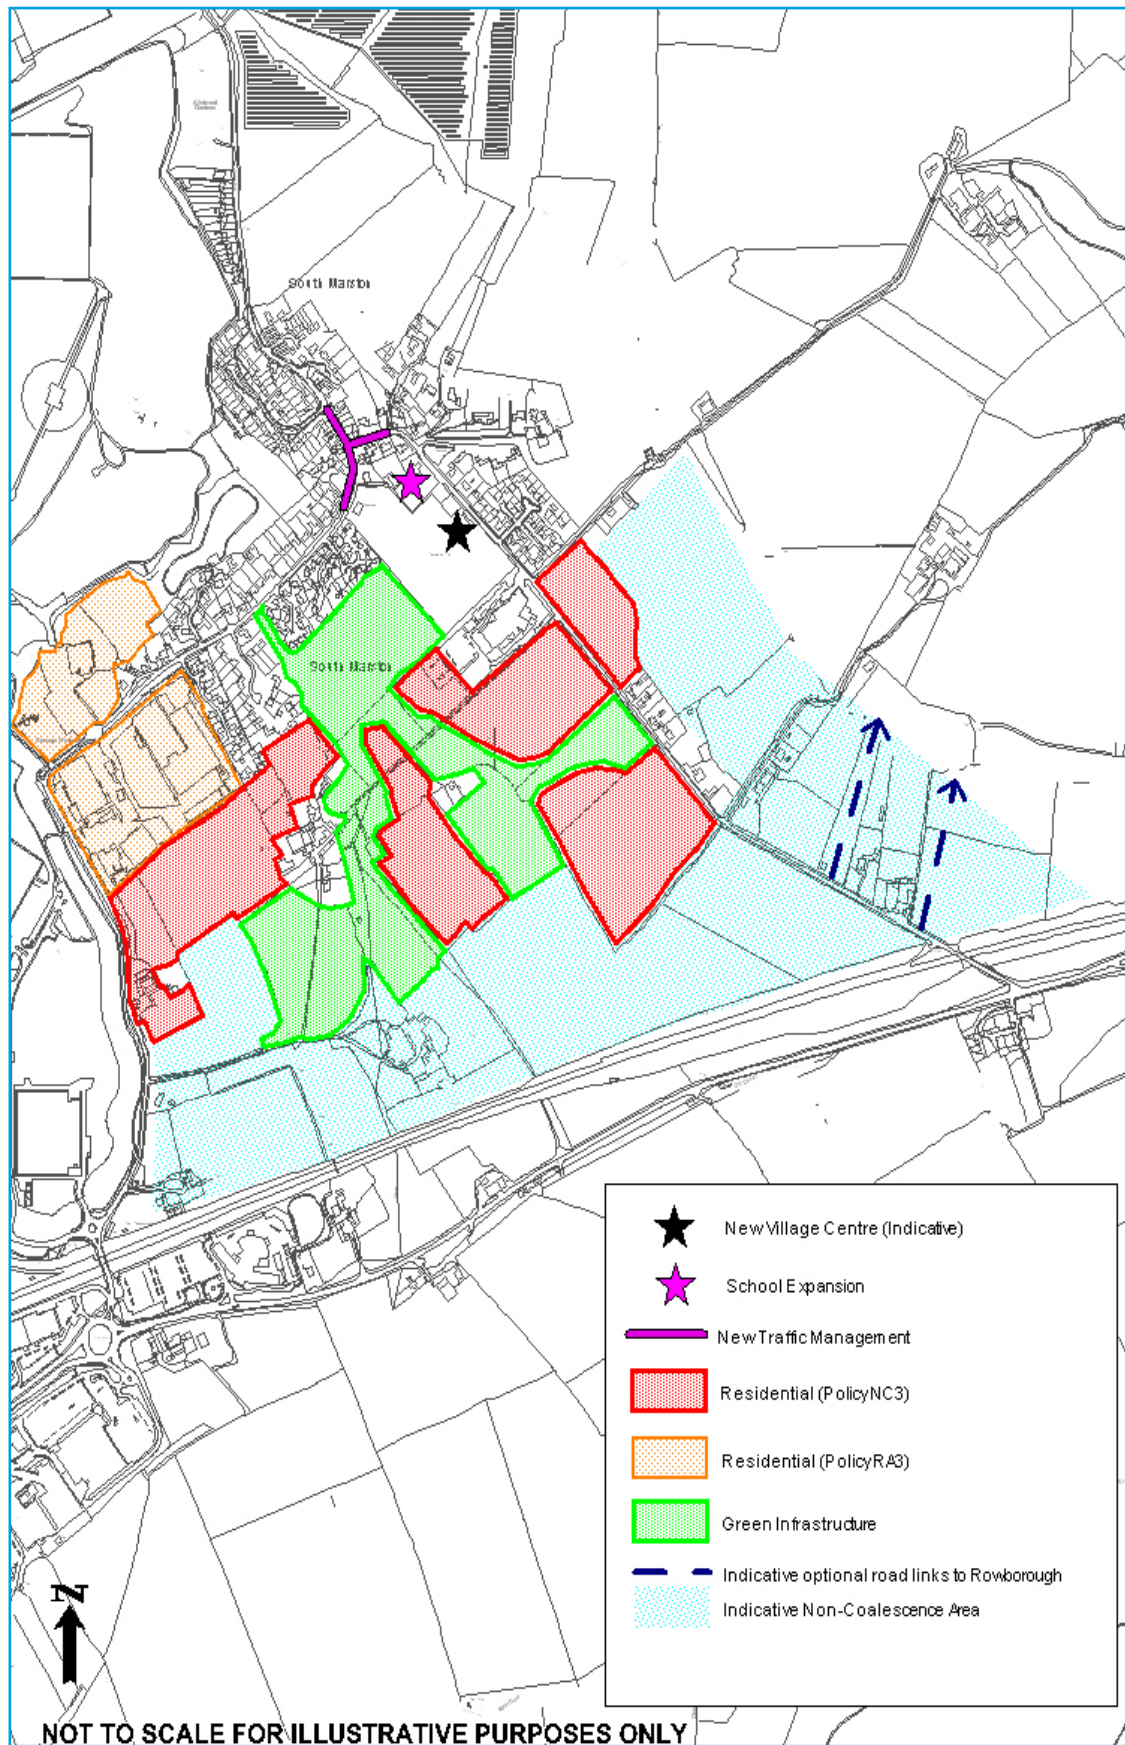 South Marston
South Marston
New Village Centre (Indicative)
School Expansion
New Traffic Management
Residential (Policy NC3)
Residential (Policy RA3)
Green Infrastructure
Indicative optional road links to Rowborough
Indicative Non-Coalescence Area
N
NOT TO SCALE FOR ILLUSTRATIVE PURPOSES ONLY